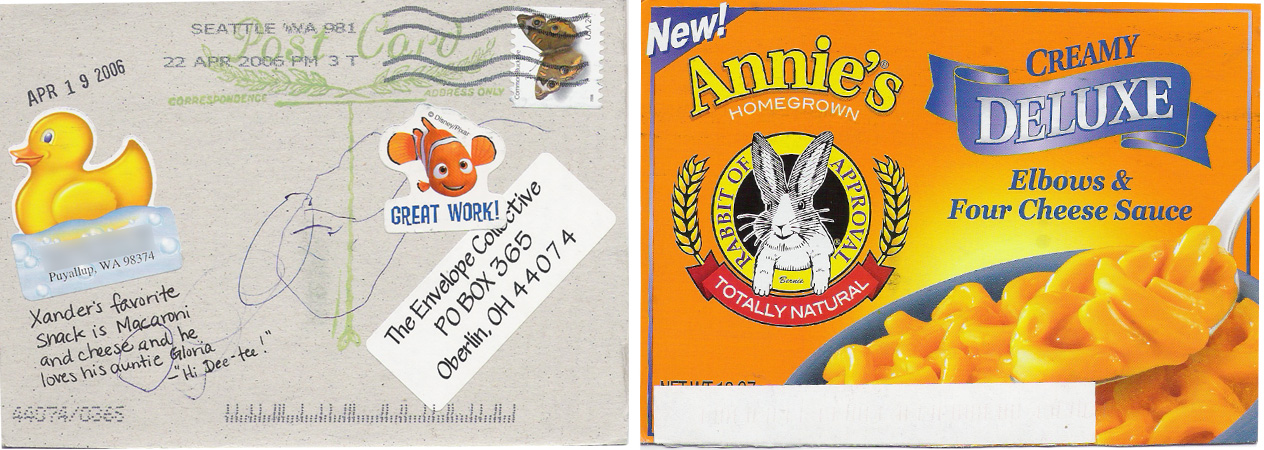 SEATTLE WA 981
22 APR 2006 PM 3 T
Post Card
APR 19 2006
CORRESPONDENCE
ADDRESS ONLY
USA24
© Disney/Pixar
GREAT WORK!
The Envelope Collective
PO BOX 365
Oberlin, OH 44074
Puyallup, WA 98374
Xander's favorite
snack is Macaroni
and cheese and he
loves his auntie Gloria
-"Hi Dee-tee!"
44074/0365
New!
Annie's®
HOMEGROWN
CREAMY
DELUXE
Elbows &
Four Cheese Sauce
RABBIT OF APPROVAL®
Bernie
TOTALLY NATURAL
NET WT